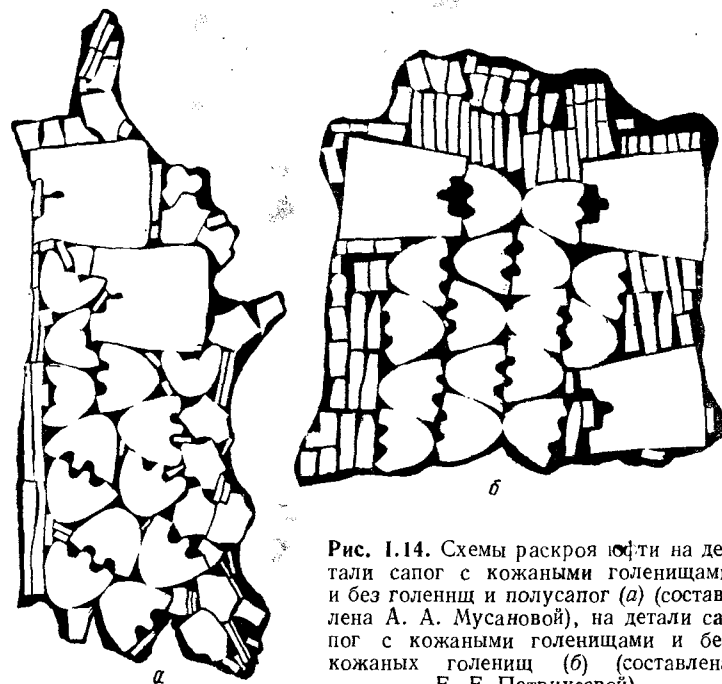 а
б
Рис. 1.14. Схемы раскроя юфти на де-
тали сапог с кожаными голенищами
и без голенищ и полусапог (а) (состав-
лена А. А. Мусановой), на детали са-
пог с кожаными голенищами и без
кожаных голенищ (б) (составлена